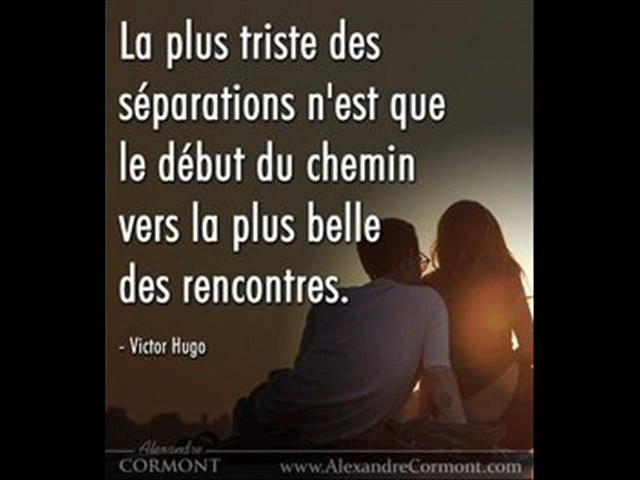 La plus triste des
séparations n'est que
le début du chemin
vers la plus belle
des rencontres.
- Victor Hugo
Alexandre
CORMONT
www.AlexandreCormont.com